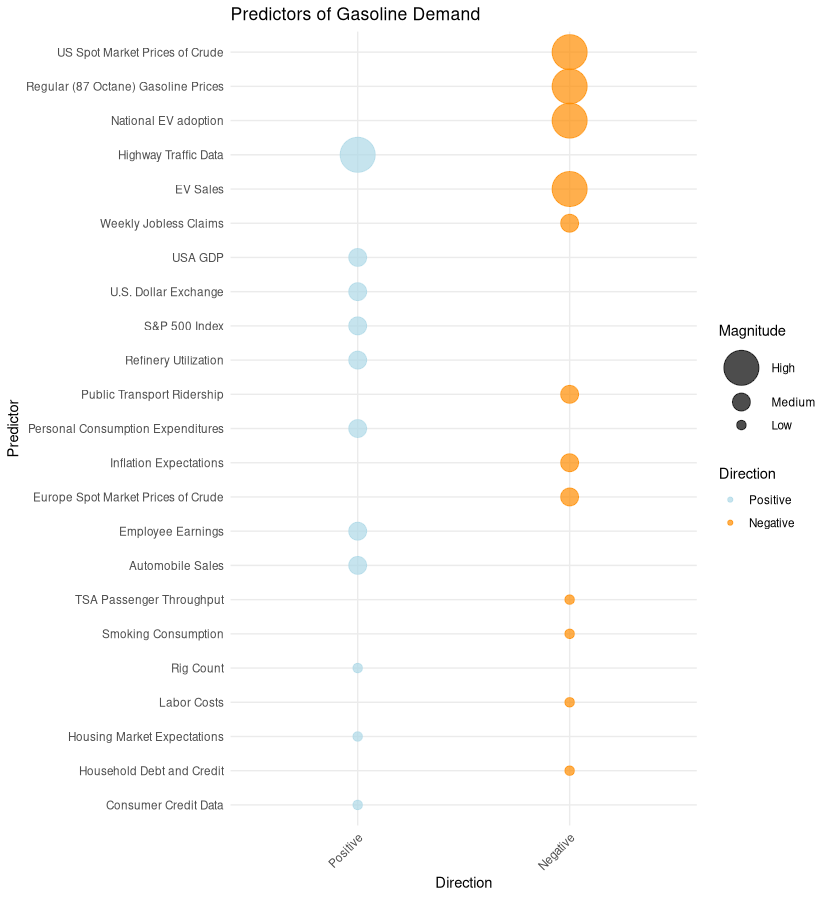 Predictors of Gasoline Demand
US Spot Market Prices of Crude
Regular (87 Octane) Gasoline Prices
National EV adoption
Highway Traffic Data
EV Sales
Weekly Jobless Claims
USA GDP
U.S. Dollar Exchange
S&P 500 Index
Refinery Utilization
Public Transport Ridership
Personal Consumption Expenditures
Inflation Expectations
Europe Spot Market Prices of Crude
Employee Earnings
Automobile Sales
TSA Passenger Throughput
Smoking Consumption
Rig Count
Labor Costs
Housing Market Expectations
Household Debt and Credit
Consumer Credit Data
Predictor
Positive
Negative
Direction
Magnitude
High
Medium
Low
Direction
Positive
Negative